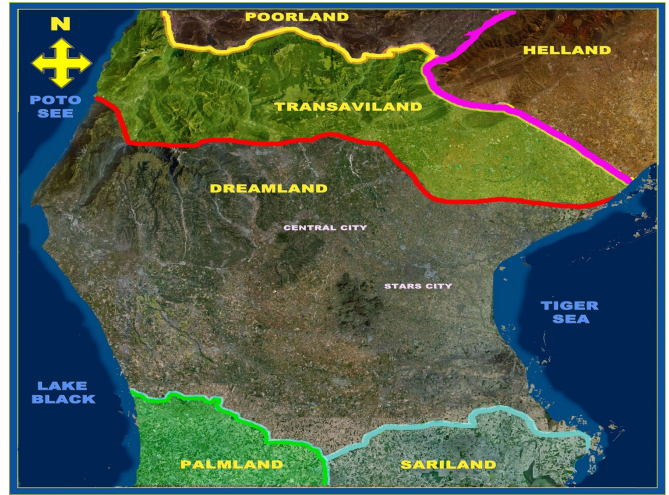 POORLAND
N
HELLAND
POTO
SEE
TRANSAVILAND
DREAMLAND
CENTRAL CITY
STARS CITY
TIGER
SEA
LAKE
BLACK
PALMLAND
SARILAND